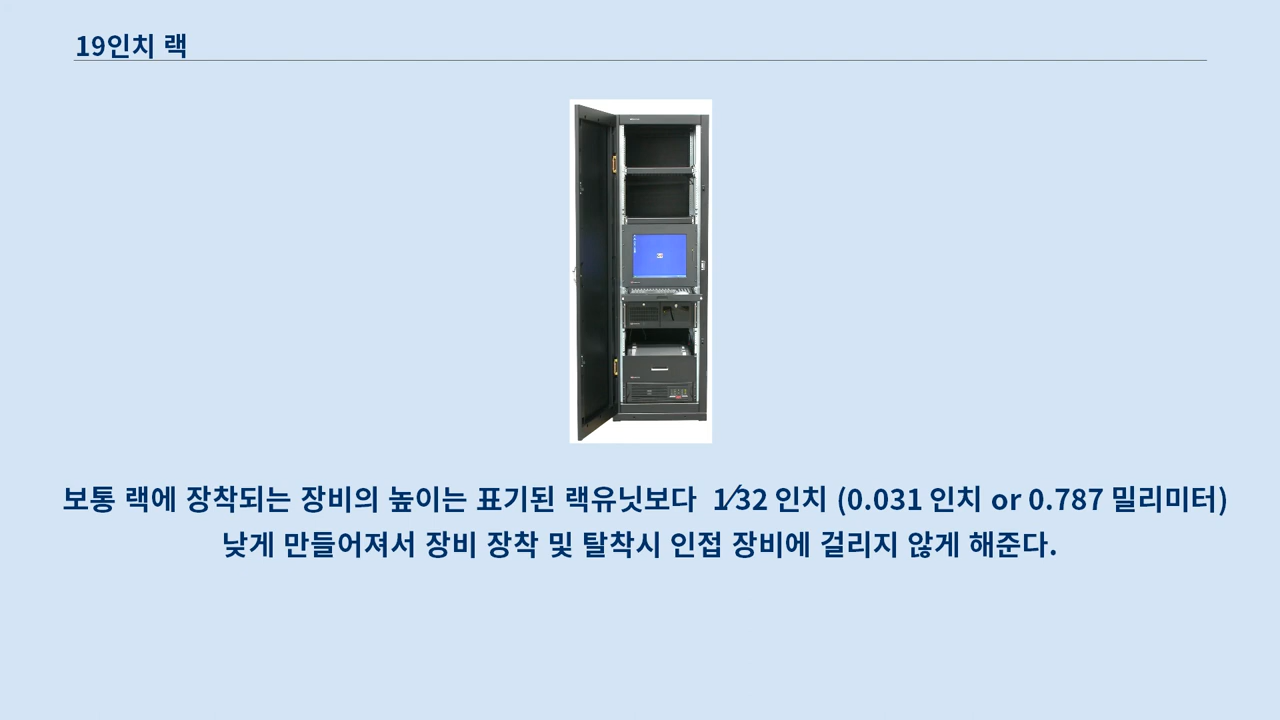 19인치 랙
보통 랙에 장착되는 장비의 높이는 표기된 랙유닛보다 1⁄32 인치 (0.031 인치 or 0.787 밀리미터)
낮게 만들어져서 장비 장착 및 탈착시 인접 장비에 걸리지 않게 해준다.